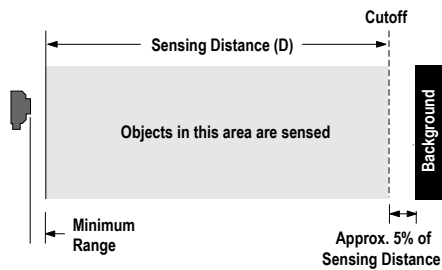 Cutoff
Sensing Distance (D)
Objects in this area are sensed
Background
Minimum
Range
Approx. 5% of
Sensing Distance